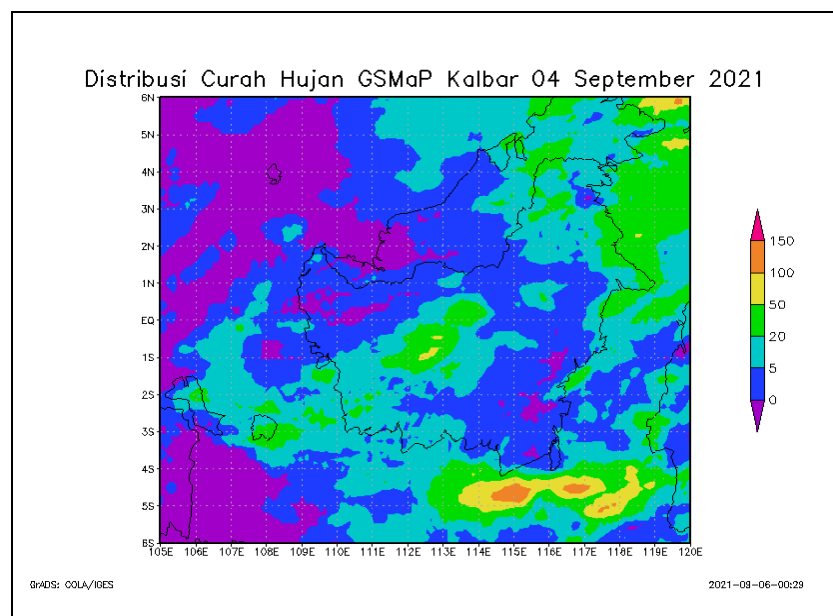 Distribusi Curah Hujan GSMaP Kalbar 04 September 2021
6N
5N
4N
3N
2N
1N
EQ
1S
2S
3S
4S
5S
6S
105E 106E 107E 108E 109E 110E 111E 112E 113E 114E 115E 116E 117E 118E 119E 120E
150
100
50
20
5
0
GrADS: COLA/IGES
2021-09-06-00:29